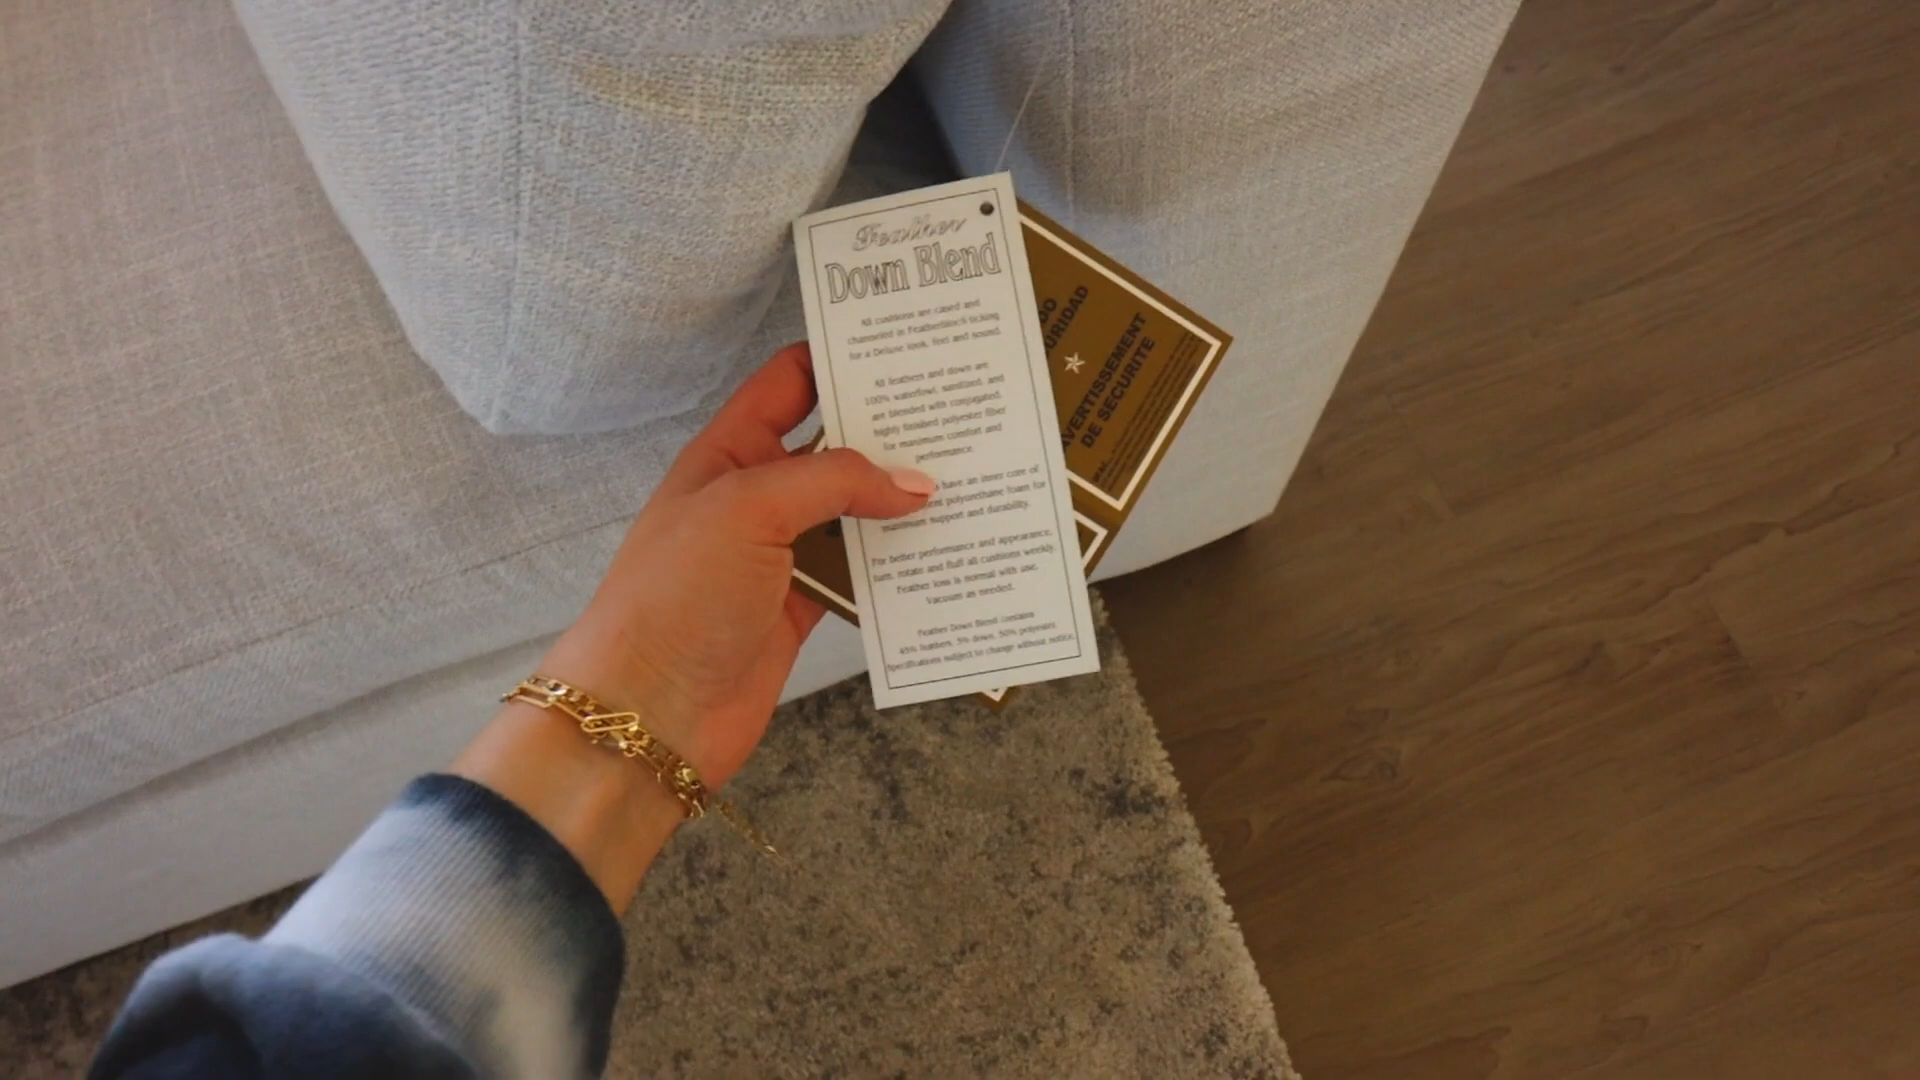 Feather
Down Blend
All cushions are cased and
channeled in Featherbloc® ticking
for a Deluxe look, feel and sound.
All feathers and down are
100% waterfowl, sanitized, and
are blended with conjugated,
highly finished polyester fiber
for maximum comfort and
performance.
have an inner core of
polyurethane foam for
maximum support and durability.
For better performance and appearance,
turn, rotate and fluff all cushions weekly.
Feather loss is normal with use.
Vacuum as needed.
Feather Down Blend contains
45% feathers, 5% down, 50% polyester.
Specifications subject to change without notice.
AVERTISSEMENT
DE SECURITE